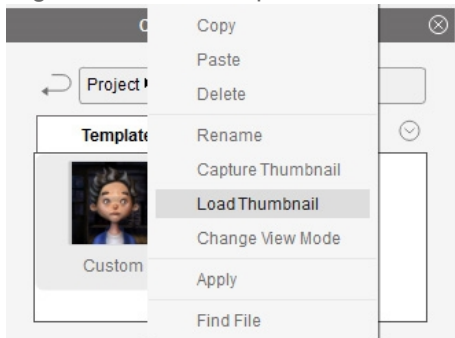 C
Copy
Paste
Project
Delete
Template
Rename
Capture Thumbnail
Load Thumbnail
Change View Mode
Custom
Apply
Find File